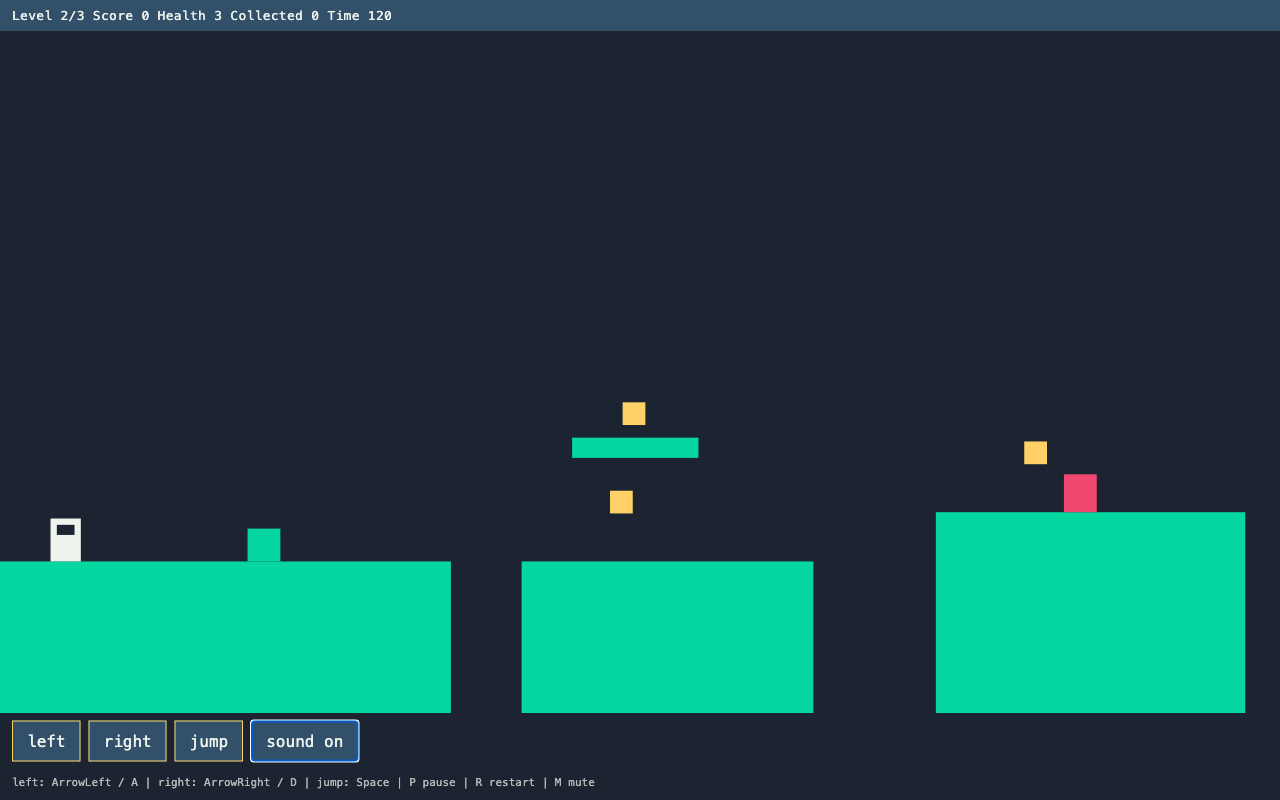 Level 2/3 Score 0 Health 3 Collected 0 Time 120
left right jump sound on
left: ArrowLeft / A | right: ArrowRight / D | jump: Space | P pause | R restart | M mute